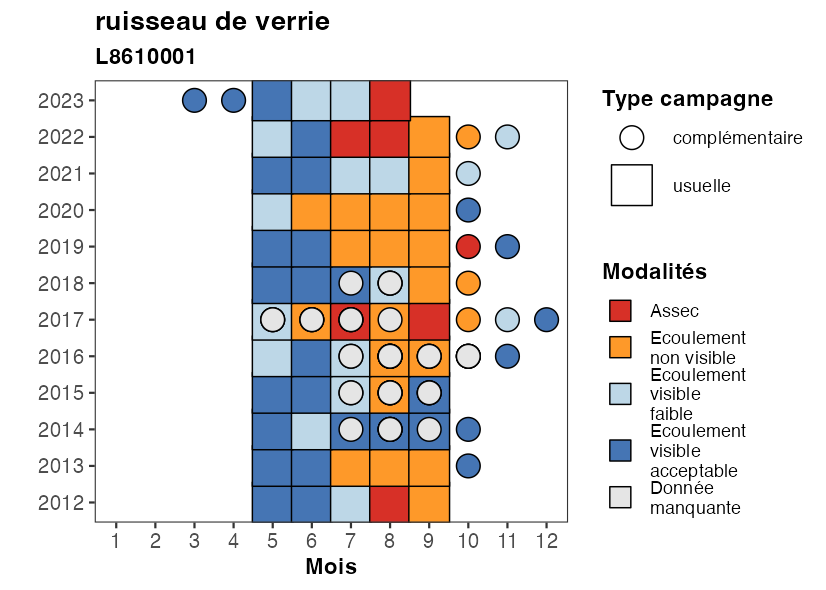 ruisseau de verrie
L8610001
2023
2022
2021
2020
2019
2018
2017
2016
2015
2014
2013
2012
1 2 3 4 5 6 7 8 9 10 11 12
Mois
Type campagne
complémentaire
usuelle
Modalités
Assec
Ecoulement
non visible
Ecoulement
visible
faible
Ecoulement
visible
acceptable
Donnée
manquante